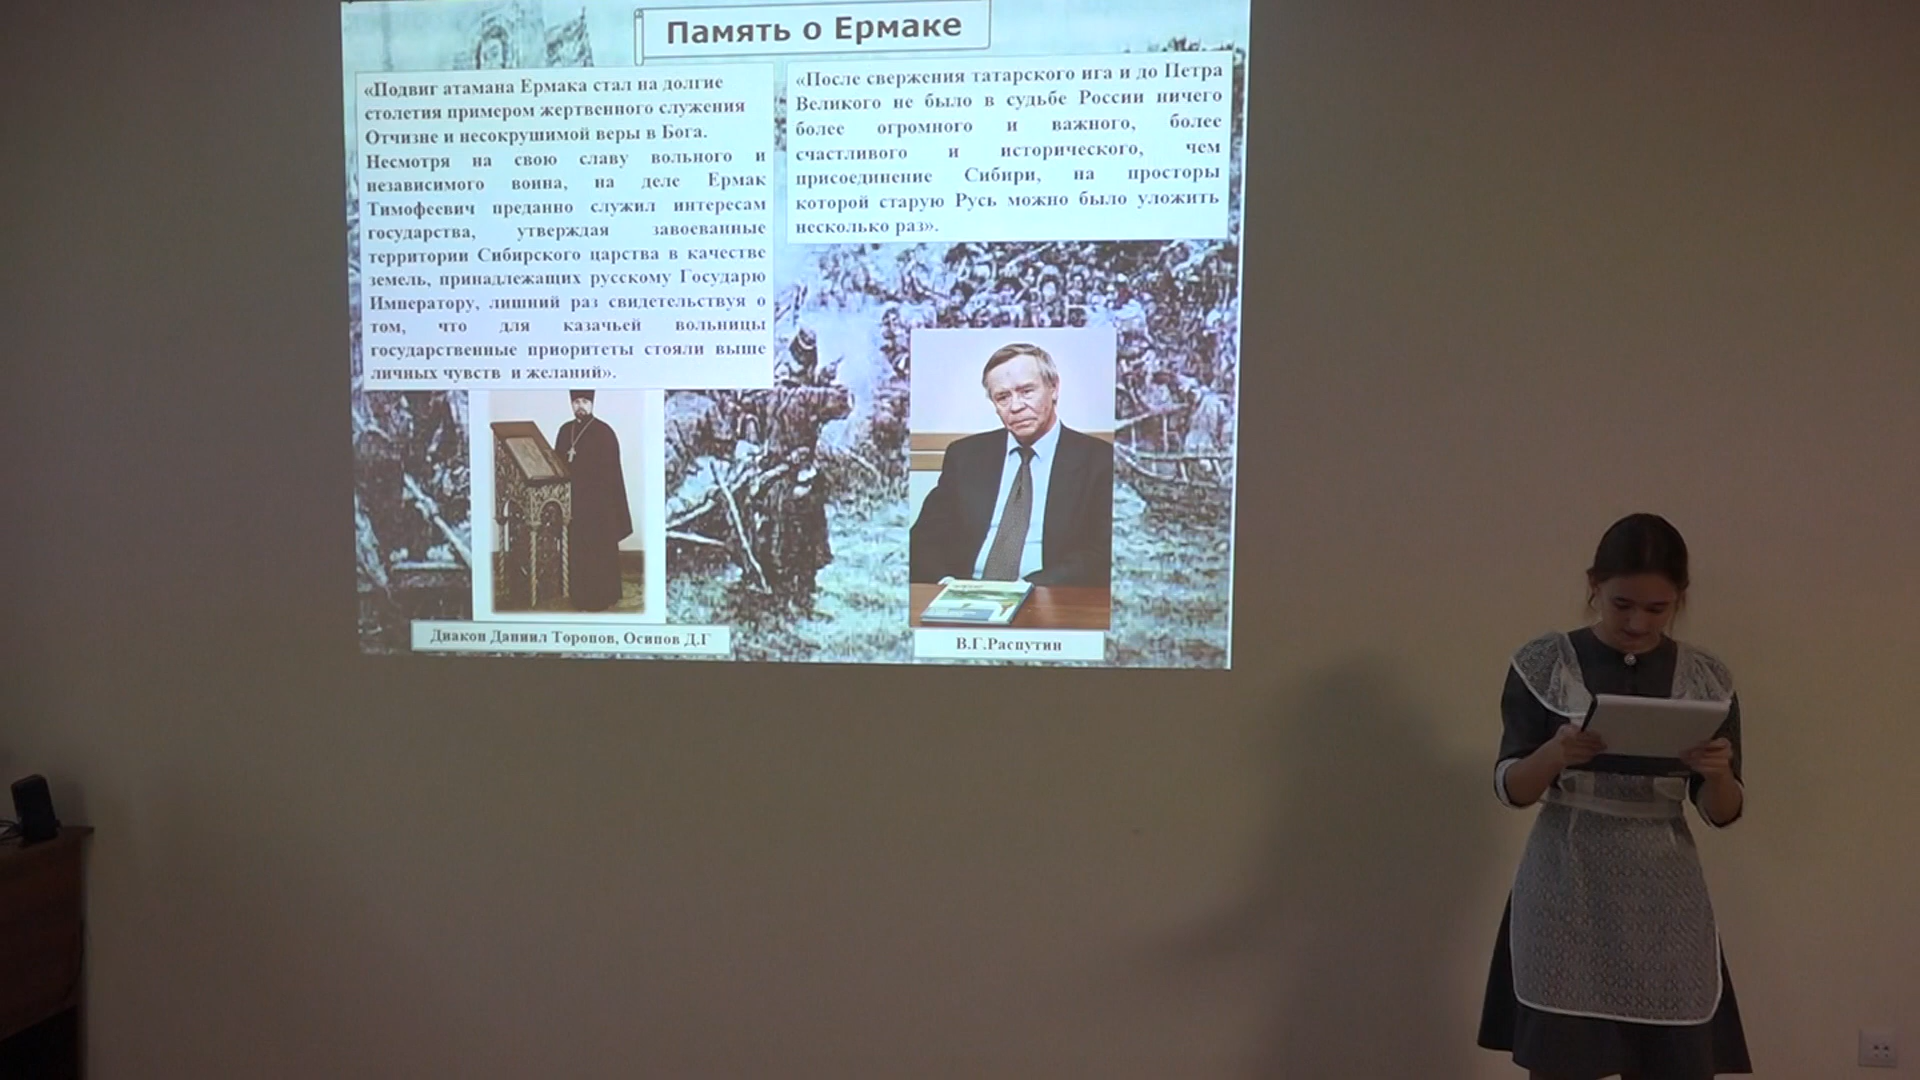 Память о Ермаке
«Подвиг атамана Ермака стал на долгие
столетия примером жертвенного служения
Отчизне и несокрушимой веры в Бога.
Несмотря на свою славу вольного и
независимого воина, на деле Ермак
Тимофеевич преданно служил интересам
государства, утверждая завоеванные
территории Сибирского царства в качестве
земель, принадлежащих русскому Государю
Императору, лишний раз свидетельствуя о
том, что для казачьей вольницы
государственные приоритеты стояли выше
личных чувств и желаний».
Диакон Даниил Торопов, Осипов Д.Г
«После свержения татарского ига и до Петра
Великого не было в судьбе России ничего
более огромного и важного, более
счастливого и исторического, чем
присоединение Сибири, на просторы
которой старую Русь можно было уложить
несколько раз».
В.Г.Распутин